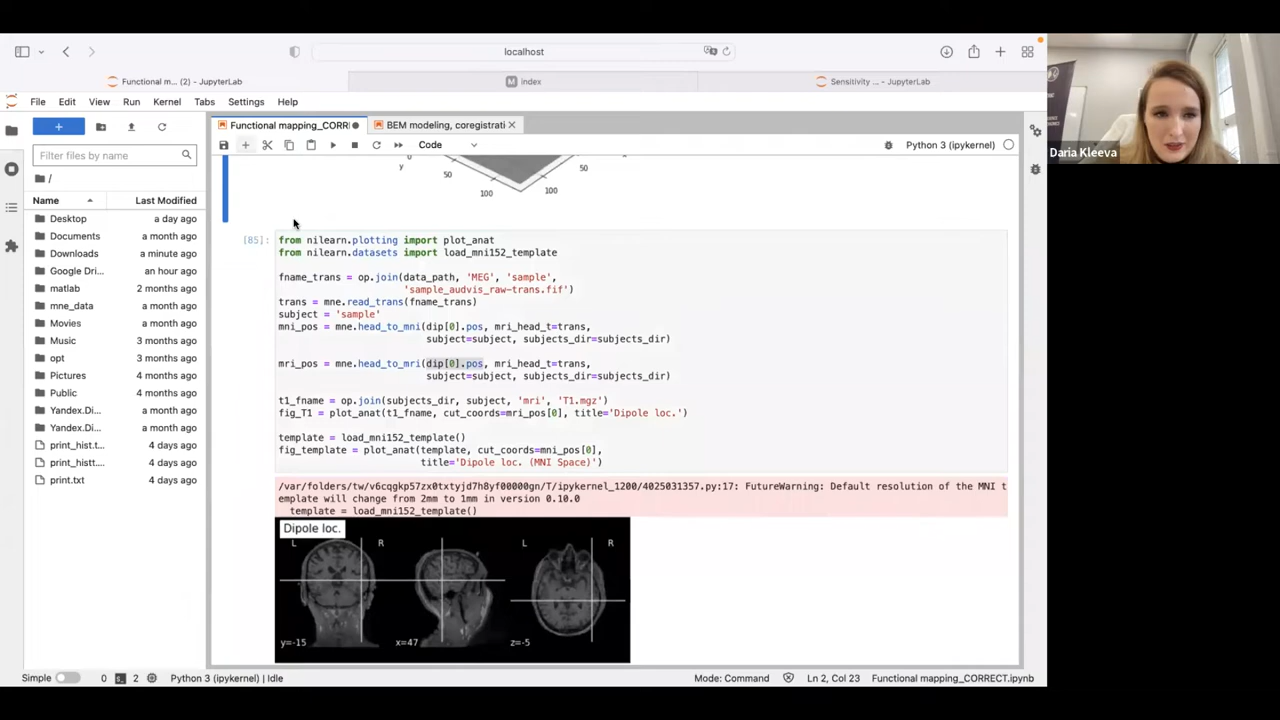 localhost
Functional m... (2) - JupyterLab
index
Sensitivity ... - JupyterLab
File Edit View Run Kernel Tabs Settings Help
Functional mapping_CORR
BEM modeling, coregistrati
Code
Python 3 (ipykernel)
Daria Kleeva
Filter files by name
/
Name Last Modified
Desktop a day ago
Documents a month ago
Downloads a minute ago
Google Dri... an hour ago
matlab 2 months ago
mne_data a month ago
Movies 3 months ago
Music 3 months ago
opt a month ago
Pictures 4 months ago
Public 4 months ago
Yandex.Di... a month ago
Yandex.Di... a month ago
print_hist.t... 4 days ago
print_histt.... 4 days ago
print.txt 4 days ago
y 0
50 50
100 100
[85]:
from nilearn.plotting import plot_anat
from nilearn.datasets import load_mni152_template
fname_trans = op.join(data_path, 'MEG', 'sample',
'sample_audvis_raw-trans.fif')
trans = mne.read_trans(fname_trans)
subject = 'sample'
mni_pos = mne.head_to_mni(dip[0].pos, mri_head_t=trans,
subject=subject, subjects_dir=subjects_dir)
mri_pos = mne.head_to_mri(dip[0].pos, mri_head_t=trans,
subject=subject, subjects_dir=subjects_dir)
t1_fname = op.join(subjects_dir, subject, 'mri', 'T1.mgz')
fig_T1 = plot_anat(t1_fname, cut_coords=mri_pos[0], title='Dipole loc.')
template = load_mni152_template()
fig_template = plot_anat(template, cut_coords=mni_pos[0],
title='Dipole loc. (MNI Space)')
/var/folders/tw/v6cqgkp57zx0txtyjd7h8yf00000gn/T/ipykernel_1200/4025031357.py:17: FutureWarning: Default resolution of the MNI t
emplate will change from 2mm to 1mm in version 0.10.0
template = load_mni152_template()
Dipole loc.
L R L R
y=-15 x=47 z=-5
Simple 0 2 Python 3 (ipykernel) | Idle
Mode: Command Ln 2, Col 23 Functional mapping_CORRECT.ipynb